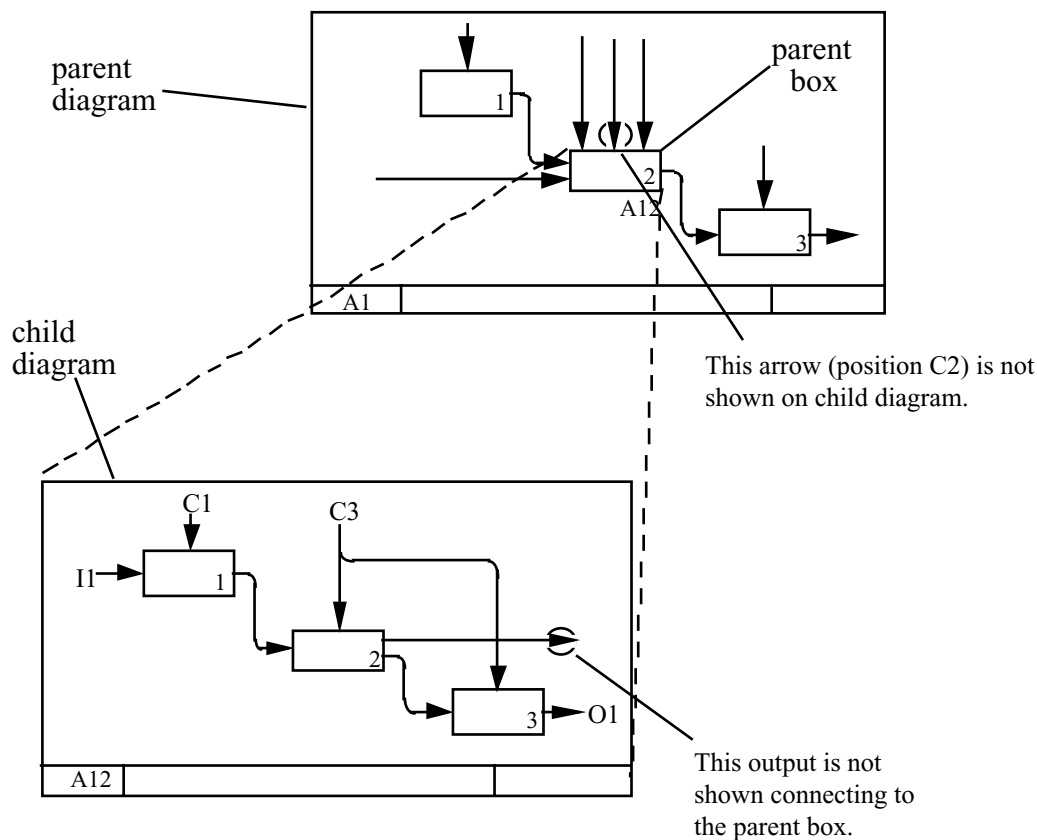 parent
diagram
parent
box
1
2
A12
3
A1
This arrow (position C2) is not
shown on child diagram.
child
diagram
C1
C3
I1
1
2
3
O1
A12
This output is not
shown connecting to
the parent box.